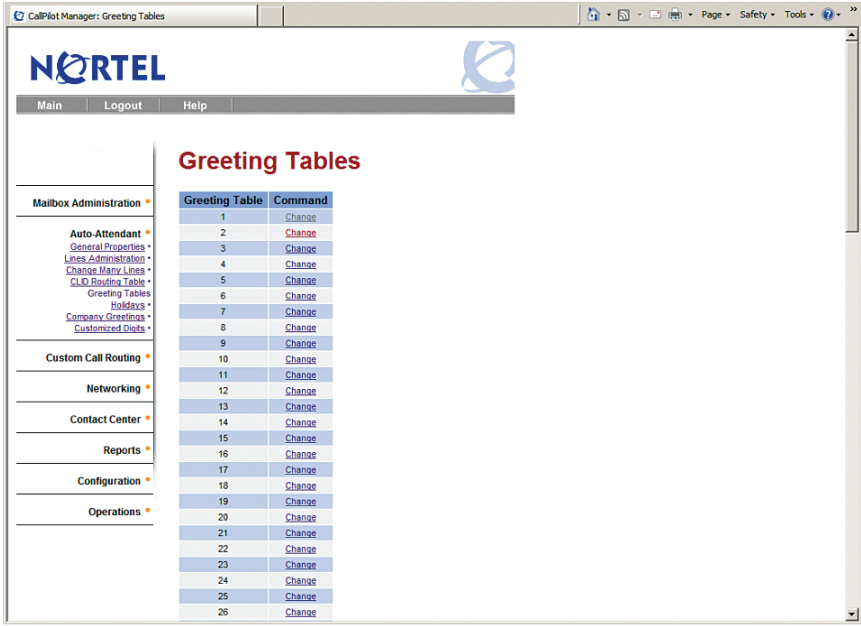 CallPilot Manager: Greeting Tables
Page Safety Tools
NORTEL
Main Logout Help
Greeting Tables
Mailbox Administration
Auto-Attendant
General Properties
Lines Administration
Change Many Lines
CLID Routing Table
Greeting Tables
Holidays
Company Greetings
Customized Digits
Custom Call Routing
Networking
Contact Center
Reports
Configuration
Operations
Greeting Table Command
1 Change
2 Change
3 Change
4 Change
5 Change
6 Change
7 Change
8 Change
9 Change
10 Change
11 Change
12 Change
13 Change
14 Change
15 Change
16 Change
17 Change
18 Change
19 Change
20 Change
21 Change
22 Change
23 Change
24 Change
25 Change
26 Change